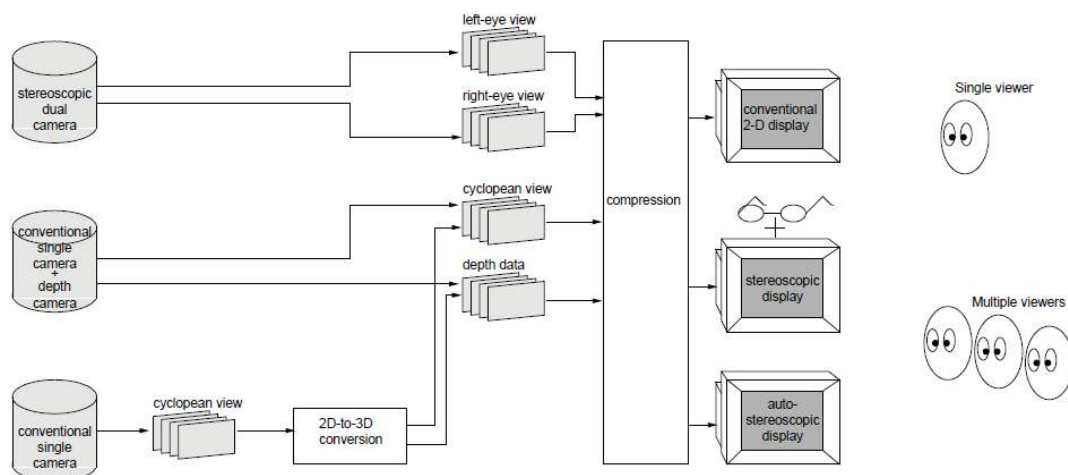 left-eye view
stereoscopic
dual
camera
right-eye view
conventional
2-D display
Single viewer
cyclopean view
compression
conventional
single
camera
+
depth
camera
depth data
stereoscopic
display
Multiple viewers
cyclopean view
2D-to-3D
conversion
conventional
single
camera
auto-
stereoscopic
display